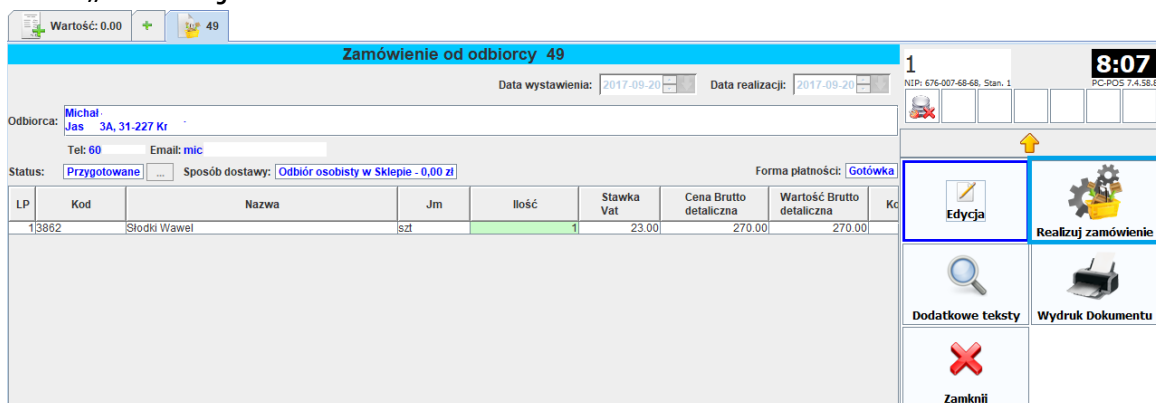 Wartość: 0.00
+
49
Zamówienie od odbiorcy 49
Data wystawienia: 2017-09-20 Data realizacji: 2017-09-20
Odbiorca: Michał
Jas 3A, 31-227 Kr
Tel: 60 Email: mic
Status: Przygotowane ... Sposób dostawy: Odbiór osobisty w Sklepie - 0,00 zł Forma płatności: Gotówka
LP Kod Nazwa Jm Ilość Stawka Vat Cena Brutto detaliczna Wartość Brutto detaliczna Kc
1 3862 Słodki Wawel szt 1 23.00 270.00 270.00
1 8:07
NIP: 676-007-68-68, Stan. 1 PC-POS 7.4.58.8
Edycja Realizuj zamówienie
Dodatkowe teksty Wydruk Dokumentu
Zamknij